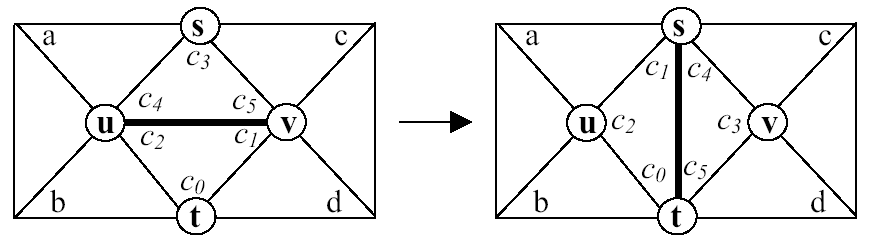 s s
a c a c
c3 c1 c4
c4 c5
u v u c2 c3 v
c2 c1
c0 c0 c5
b d b d
t t